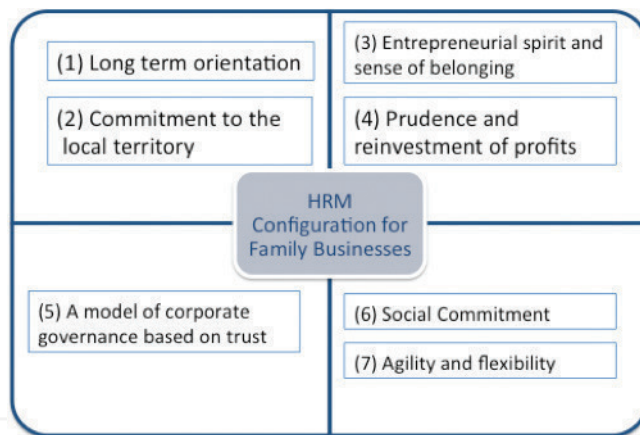 (1) Long term orientation
(2) Commitment to the
local territory
(3) Entrepreneurial spirit and
sense of belonging
(4) Prudence and
reinvestment of profits
HRM
Configuration for
Family Businesses
(5) A model of corporate
governance based on trust
(6) Social Commitment
(7) Agility and flexibility